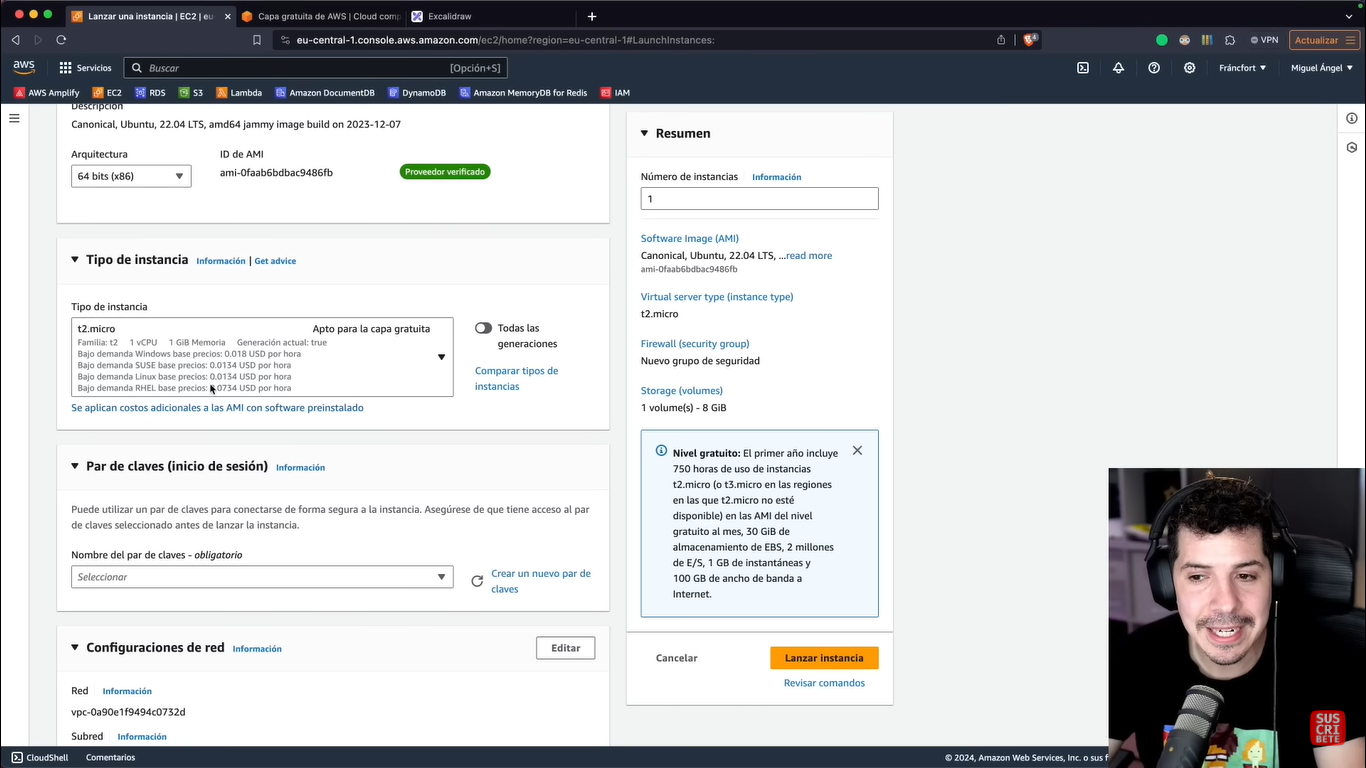 Lanzar una instancia | EC2 | eu
Capa gratuita de AWS | Cloud comp
Excalidraw
eu-central-1.console.aws.amazon.com/ec2/home?region=eu-central-1#LaunchInstances:
4
VPN
Actualizar
aws
Servicios
Buscar
[Opción+S]
Fráncfort
Miguel Ángel
AWS Amplify
EC2
RDS
S3
Lambda
Amazon DocumentDB
DynamoDB
Amazon MemoryDB for Redis
IAM
Descripción
Canonical, Ubuntu, 22.04 LTS, amd64 jammy image build on 2023-12-07
Arquitectura
ID de AMI
64 bits (x86)
ami-0faab6bdbac9486fb
Proveedor verificado
Tipo de instancia
Información | Get advice
Tipo de instancia
t2.micro
Apto para la capa gratuita
Familia: t2 1 vCPU 1 GiB Memoria Generación actual: true
Bajo demanda Windows base precios: 0.018 USD por hora
Bajo demanda SUSE base precios: 0.0134 USD por hora
Bajo demanda Linux base precios: 0.0134 USD por hora
Bajo demanda RHEL base precios: 0.0734 USD por hora
Todas las
generaciones
Comparar tipos de
instancias
Se aplican costos adicionales a las AMI con software preinstalado
Par de claves (inicio de sesión)
Información
Puede utilizar un par de claves para conectarse de forma segura a la instancia. Asegúrese de que tiene acceso al par
de claves seleccionado antes de lanzar la instancia.
Nombre del par de claves - obligatorio
Seleccionar
Crear un nuevo par de
claves
Configuraciones de red
Información
Editar
Red
Información
vpc-0a90e1f9494c0732d
Subred
Información
Resumen
Número de instancias
Información
1
Software Image (AMI)
Canonical, Ubuntu, 22.04 LTS, ...read more
ami-0faab6bdbac9486fb
Virtual server type (instance type)
t2.micro
Firewall (security group)
Nuevo grupo de seguridad
Storage (volumes)
1 volume(s) - 8 GiB
Nivel gratuito: El primer año incluye
750 horas de uso de instancias
t2.micro (o t3.micro en las regiones
en las que t2.micro no esté
disponible) en las AMI del nivel
gratuito al mes, 30 GiB de
almacenamiento de EBS, 2 millones
de E/S, 1 GB de instantáneas y
100 GB de ancho de banda a
Internet.
Cancelar
Lanzar instancia
Revisar comandos
CloudShell
Comentarios
© 2024, Amazon Web Services, Inc. o sus f
SUS
CRI
BETE